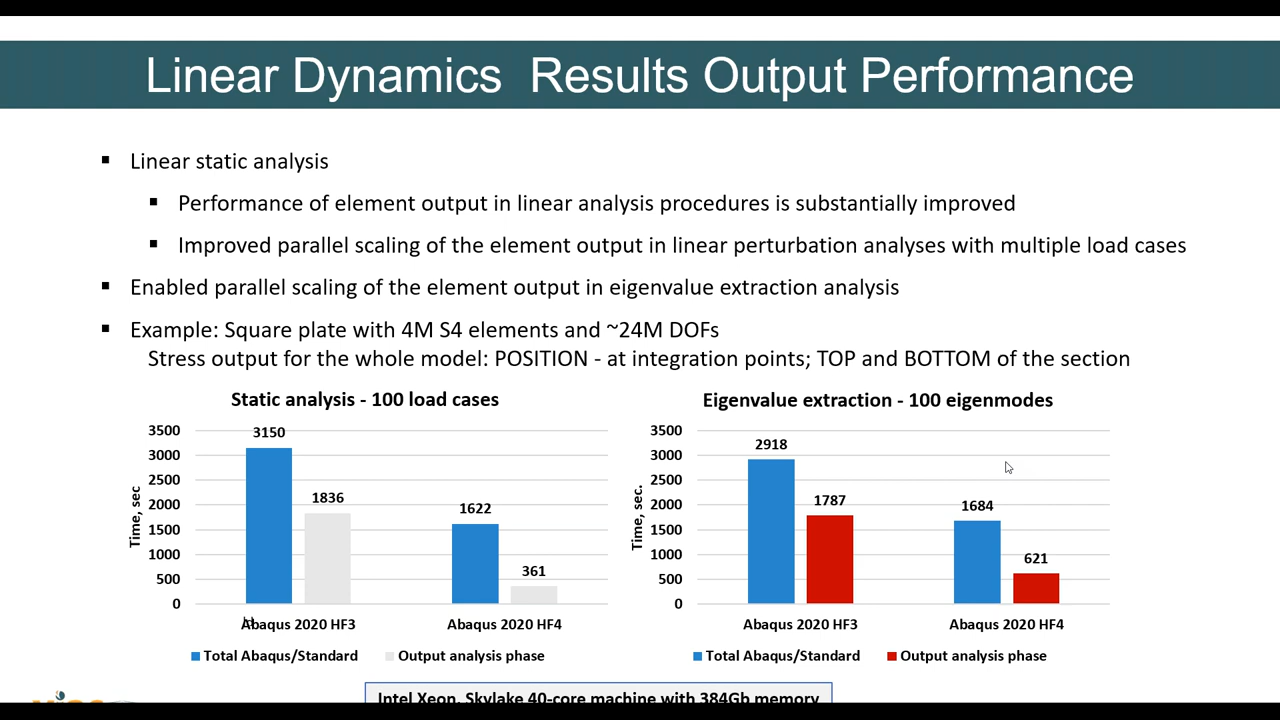 Linear Dynamics Results Output Performance
▪ Linear static analysis
▪ Performance of element output in linear analysis procedures is substantially improved
▪ Improved parallel scaling of the element output in linear perturbation analyses with multiple load cases
▪ Enabled parallel scaling of the element output in eigenvalue extraction analysis
▪ Example: Square plate with 4M S4 elements and ~24M DOFs
Stress output for the whole model: POSITION - at integration points; TOP and BOTTOM of the section
Static analysis - 100 load cases
Time, sec
3500
3000
2500
2000
1500
1000
500
0
3150
1836
1622
361
Abaqus 2020 HF3
Abaqus 2020 HF4
Total Abaqus/Standard
Output analysis phase
Eigenvalue extraction - 100 eigenmodes
Time, sec.
3500
3000
2500
2000
1500
1000
500
0
2918
1787
1684
621
Abaqus 2020 HF3
Abaqus 2020 HF4
Total Abaqus/Standard
Output analysis phase
Intel Xeon, Skylake 40-core machine with 384Gb memory